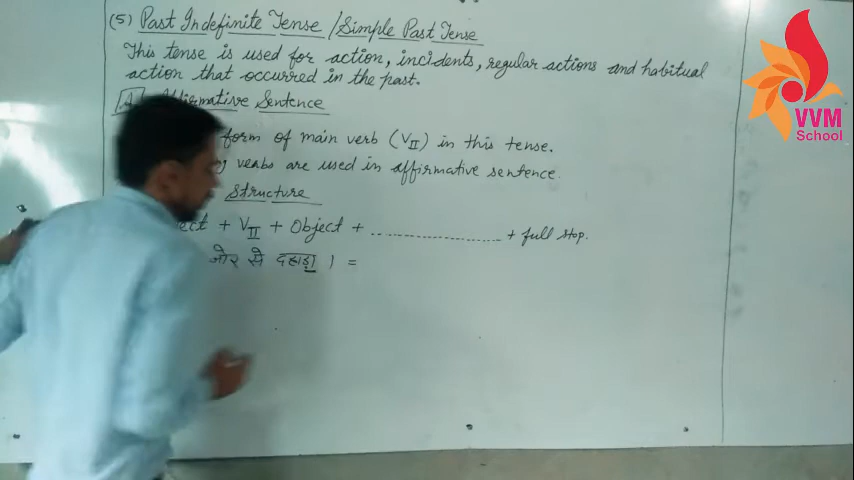 (5) Past Indefinite Tense / Simple Past Tense
This tense is used for action, incidents, regular actions and habitual
action that occurred in the past.
Affirmative Sentence
form of main verb (VII) in this tense.
verbs are used in affirmative sentence.
Structure
+ VII + Object + .................. + full stop.
जोर से दहाड़ा । =
VVM
School